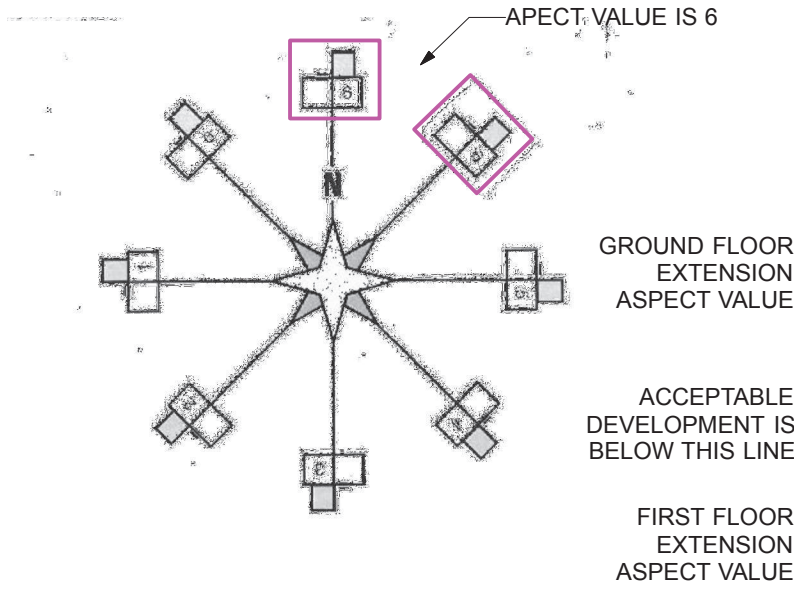 APECT VALUE IS 6
6
N
GROUND FLOOR
EXTENSION
ASPECT VALUE
ACCEPTABLE
DEVELOPMENT IS
BELOW THIS LINE
FIRST FLOOR
EXTENSION
ASPECT VALUE